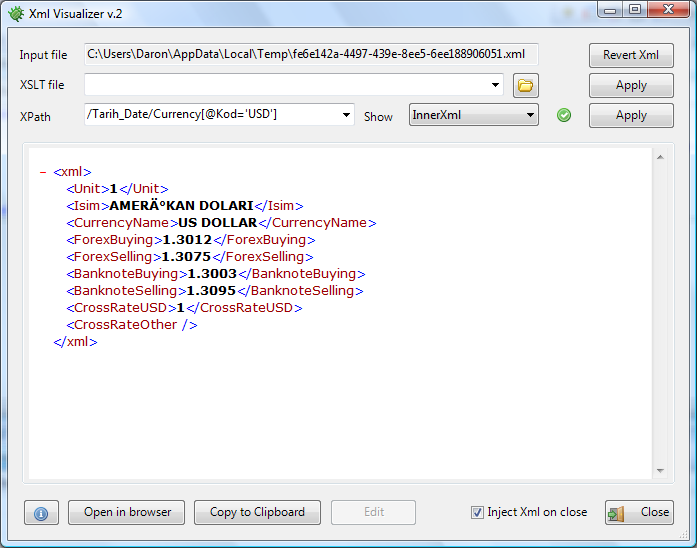 Xml Visualizer v.2
Input file C:\Users\Daron\AppData\Local\Temp\fe6e142a-4497-439e-8ee5-6ee188906051.xml Revert Xml
XSLT file Apply
XPath /Tarih_Date/Currency[@Kod='USD'] Show InnerXml Apply
- <xml>
<Unit>1</Unit>
<Isim>AMERÄ°KAN DOLARI</Isim>
<CurrencyName>US DOLLAR</CurrencyName>
<ForexBuying>1.3012</ForexBuying>
<ForexSelling>1.3075</ForexSelling>
<BanknoteBuying>1.3003</BanknoteBuying>
<BanknoteSelling>1.3095</BanknoteSelling>
<CrossRateUSD>1</CrossRateUSD>
<CrossRateOther />
</xml>
Open in browser Copy to Clipboard Edit Inject Xml on close Close